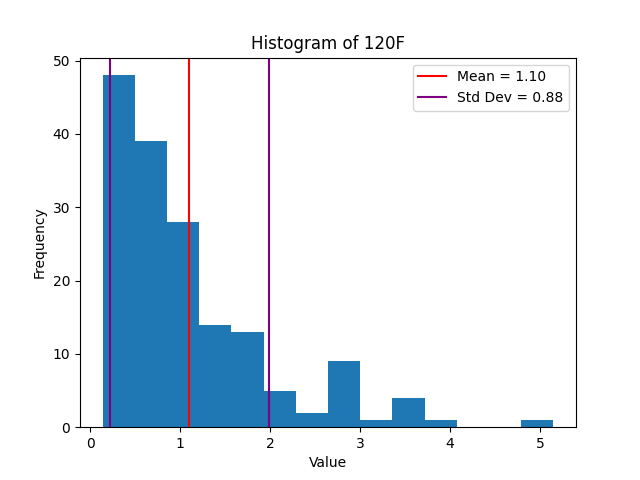 Histogram of 120F
Mean = 1.10
Std Dev = 0.88
50
40
30
20
10
0
Frequency
0 1 2 3 4 5
Value